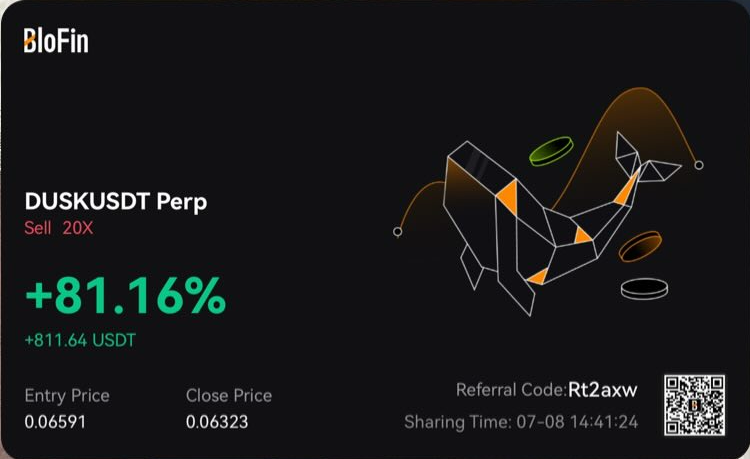 BloFin
DUSKUSDT Perp
Sell 20X
+81.16%
+811.64 USDT
Entry Price Close Price
0.06591 0.06323
Referral Code:Rt2axw
Sharing Time: 07-08 14:41:24